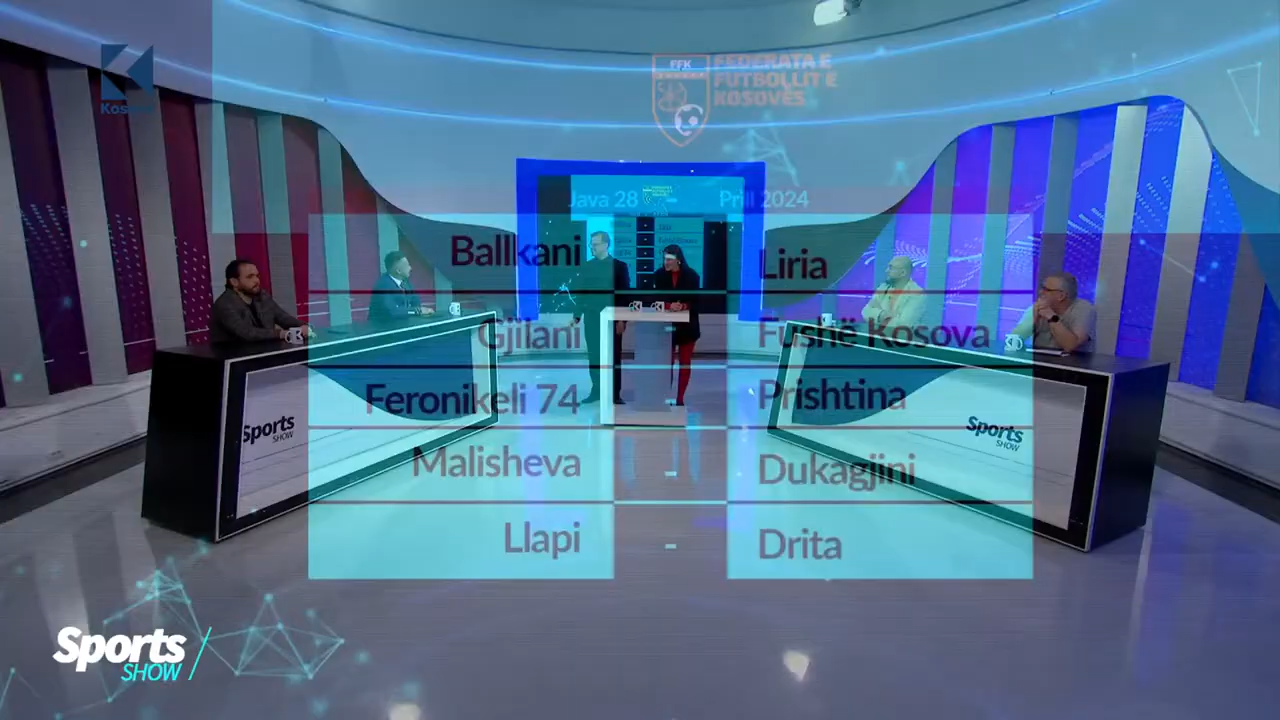 FFK
FEDERATA E
FUTBOLLIT E
KOSOVËS
Java 28 - Prill 2024
Ballkani Liria
Gjilani Fushë Kosova
Feronikeli 74 Prishtina
Malisheva - Dukagjini
Llapi - Drita
Sports
SHOW
Sports
SHOW
Sports
SHOW